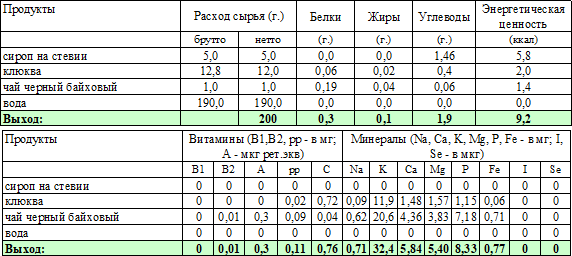 Продукты Расход сырья (г.) Белки Жиры Углеводы Энергетическая ценность
брутто нетто (г.) (г.) (г.) (ккал)
сироп на стевии 5,0 5,0 0,0 0,0 1,46 5,8
клюква 12,8 12,0 0,06 0,02 0,4 2,0
чай черный байховый 1,0 1,0 0,19 0,04 0,06 1,4
вода 190,0 190,0 0,0 0,0 0,0 0,0
Выход: 200 0,3 0,1 1,9 9,2
Продукты Витамины (В1,В2, рр - в мг; А - мкг рет.экв) Минералы (Na, Ca, K, Mg, P, Fe - в мг; I, Se - в мкг)
В1 В2 А рр С Na K Ca Mg P Fe I Se
сироп на стевии 0 0 0 0 0 0 0 0 0 0 0 0 0
клюква 0 0 0 0,02 0,72 0,09 11,9 1,48 1,57 1,15 0,06 0 0
чай черный байховый 0 0,01 0,3 0,09 0,04 0,62 20,6 4,36 3,83 7,18 0,71 0 0
вода 0 0 0 0 0 0 0 0 0 0 0 0 0
Выход: 0 0,01 0,3 0,11 0,76 0,71 32,4 5,84 5,40 8,33 0,77 0 0